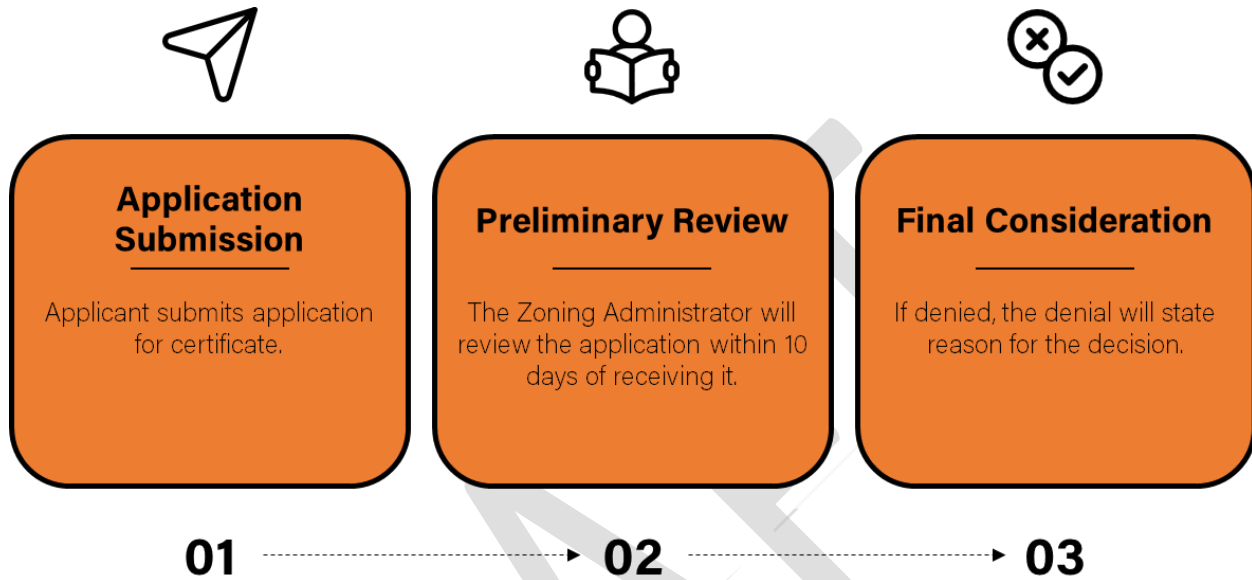 Application
Submission
Applicant submits application
for certificate.
Preliminary Review
The Zoning Administrator will
review the application within 10
days of receiving it.
Final Consideration
If denied, the denial will state
reason for the decision.
01
02
03